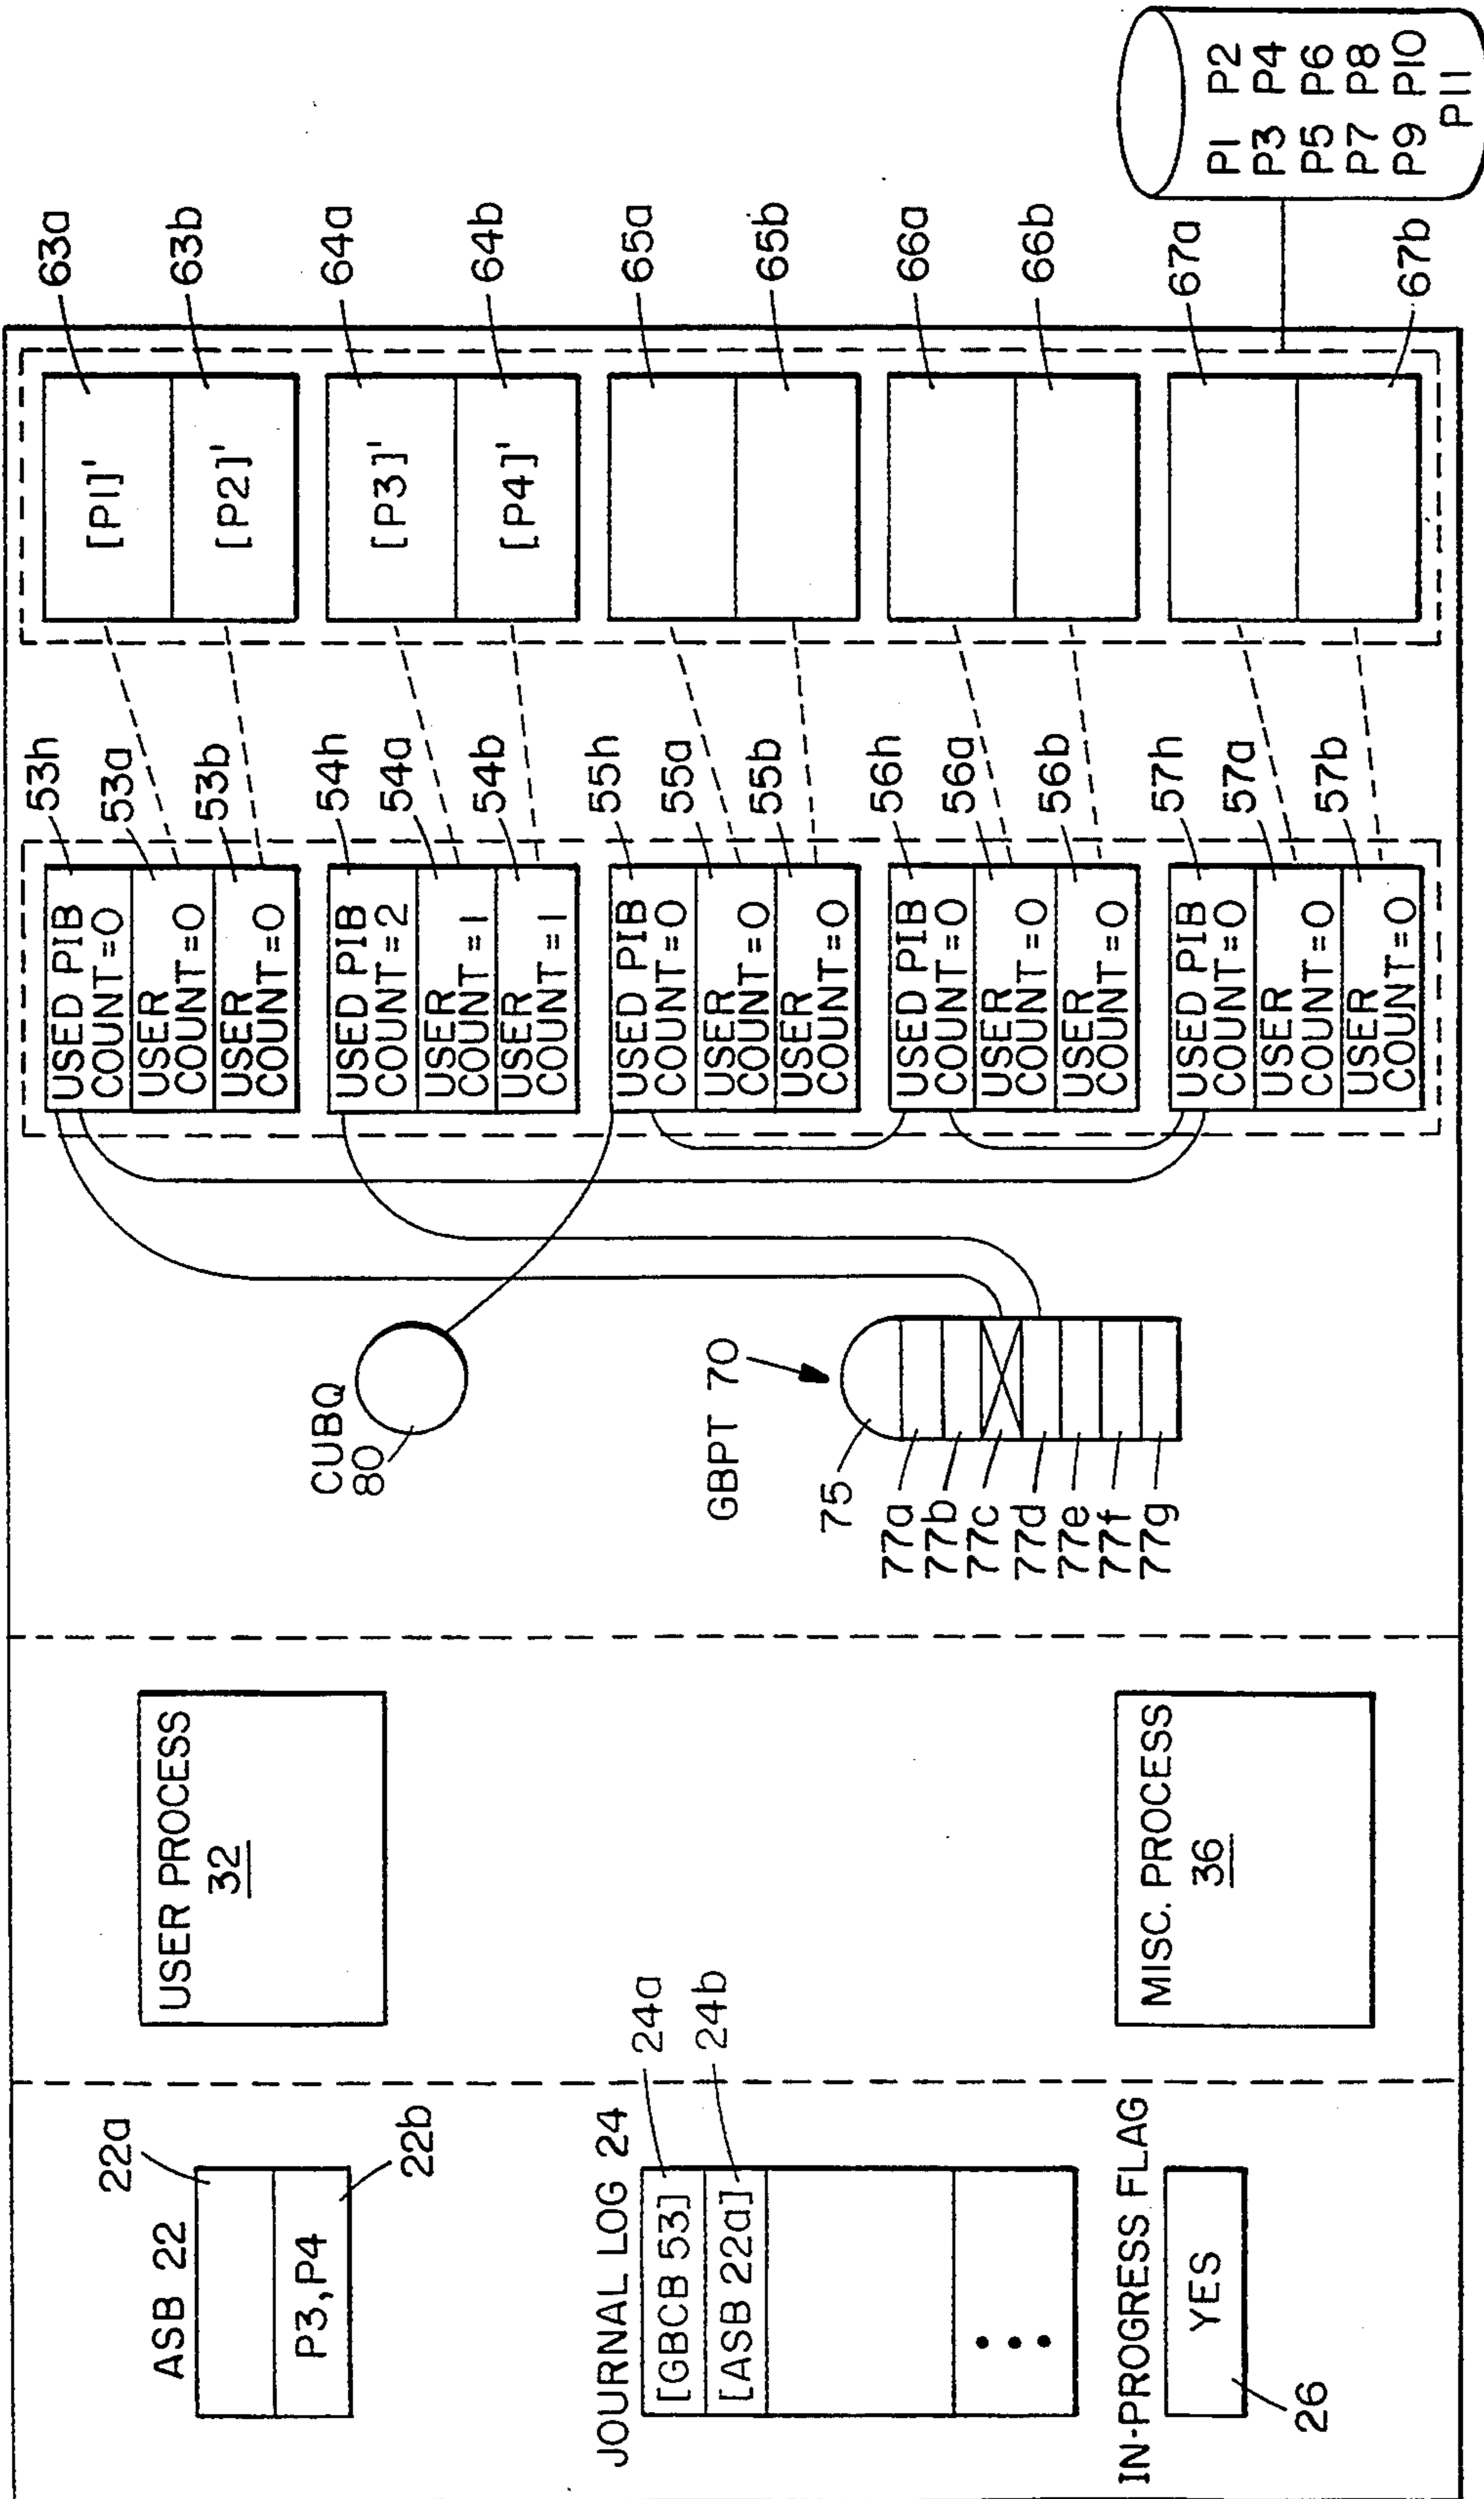 ASB 22
22a
P3,P4
22b
JOURNAL LOG 24
24a
[GBCB 53]
24b
[ASB 22a]
IN-PROGRESS FLAG
YES
26
USER PROCESS
32
MISC. PROCESS
36
CUBQ
80
GBPT 70
75
77a
77b
77c
77d
77e
77f
77g
53h
USED PIB
COUNT=0
53a
USER
COUNT=0
53b
USER
COUNT=0
54h
USED PIB
COUNT=2
54a
USER
COUNT=1
54b
USER
COUNT=1
55h
USED PIB
COUNT=0
55a
USER
COUNT=0
55b
USER
COUNT=0
56h
USED PIB
COUNT=0
56a
USER
COUNT=0
56b
USER
COUNT=0
57h
USED PIB
COUNT=0
57a
USER
COUNT=0
57b
USER
COUNT=0
63a
[P1]'
63b
[P2]'
64a
[P3]'
64b
[P4]'
65a
65b
66a
66b
67a
67b
P1 P2
P3 P4
P5 P6
P7 P8
P9 P10
P11